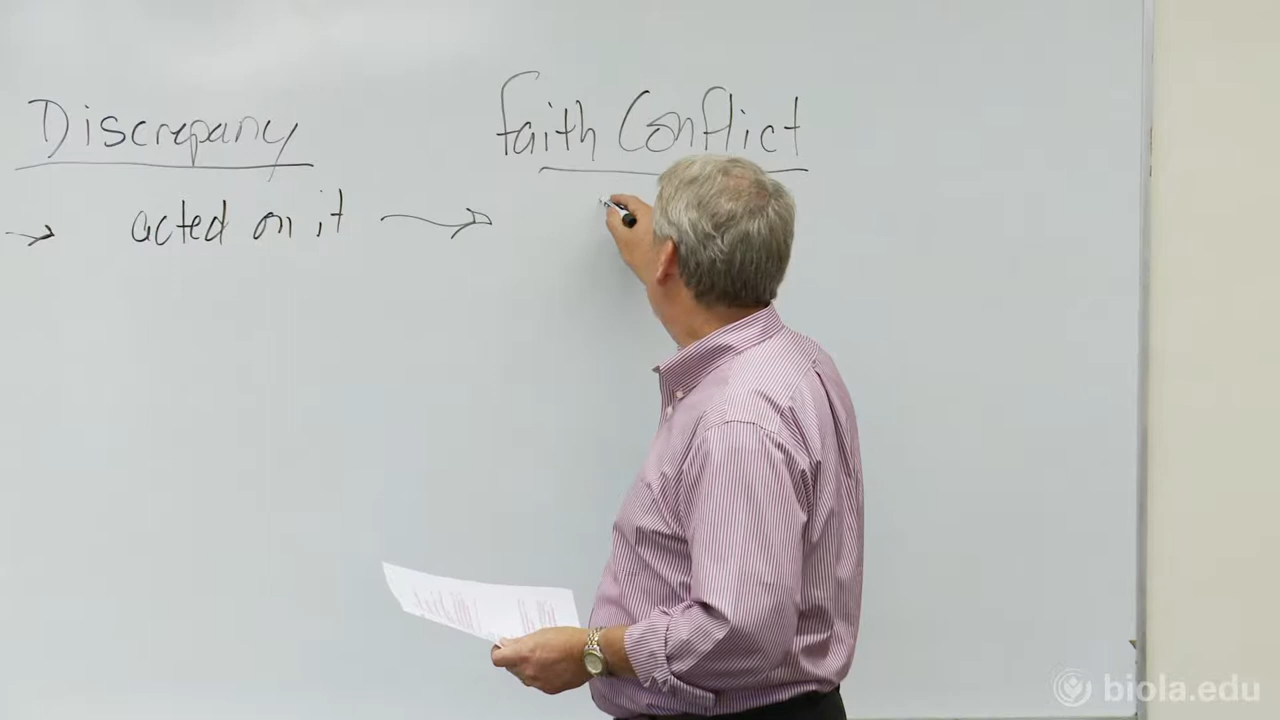 Discrepancy
Faith Conflict
→ acted on it →
biola.edu